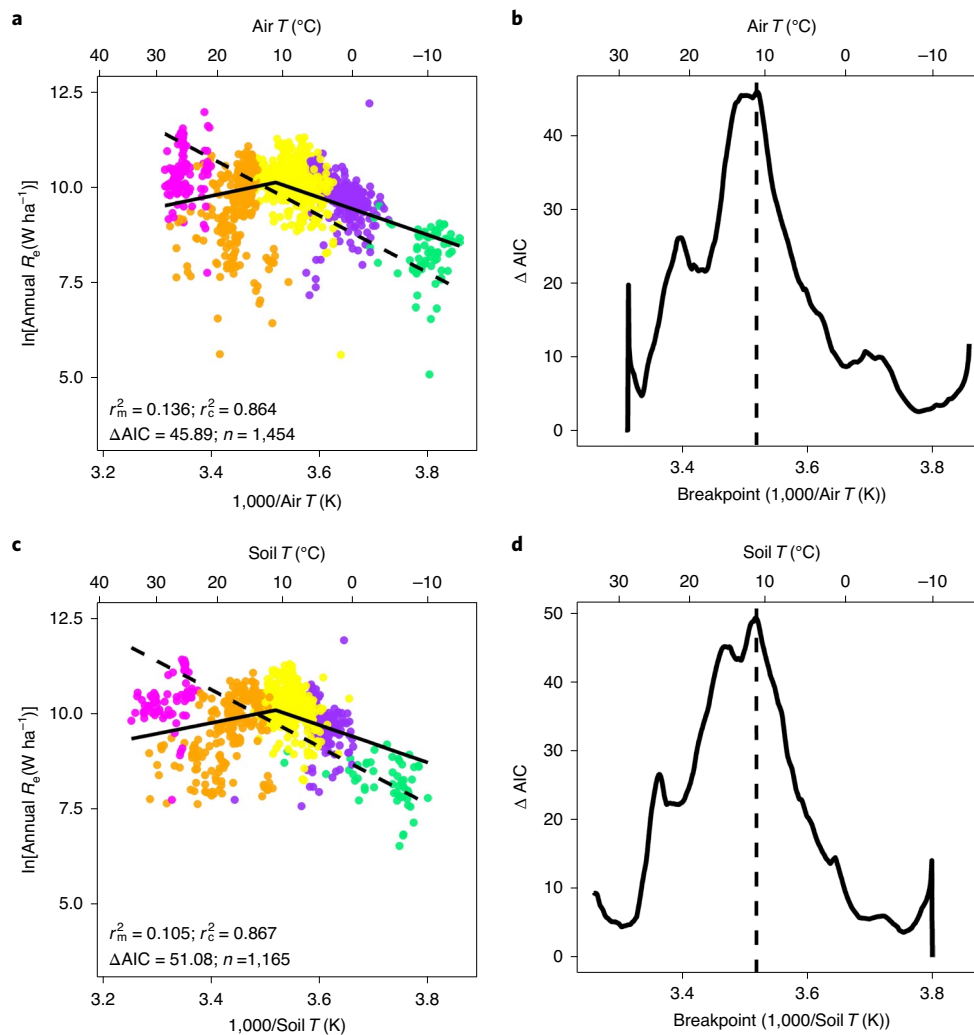 a
Air T (°C)
40 30 20 10 0 −10
12.5
10.0
7.5
5.0
ln[Annual Re (W ha−1)]
r2m = 0.136; r2c = 0.864
ΔAIC = 45.89; n = 1,454
3.2 3.4 3.6 3.8
1,000/Air T (K)
b
Air T (°C)
30 20 10 0 −10
40
30
20
10
0
Δ AIC
3.4 3.6 3.8
Breakpoint (1,000/Air T (K))
c
Soil T (°C)
40 30 20 10 0 −10
12.5
10.0
7.5
5.0
ln[Annual Re (W ha−1)]
r2m = 0.105; r2c = 0.867
ΔAIC = 51.08; n =1,165
3.2 3.4 3.6 3.8
1,000/Soil T (K)
d
Soil T (°C)
30 20 10 0 −10
50
40
30
20
10
0
Δ AIC
3.4 3.6 3.8
Breakpoint (1,000/Soil T (K))